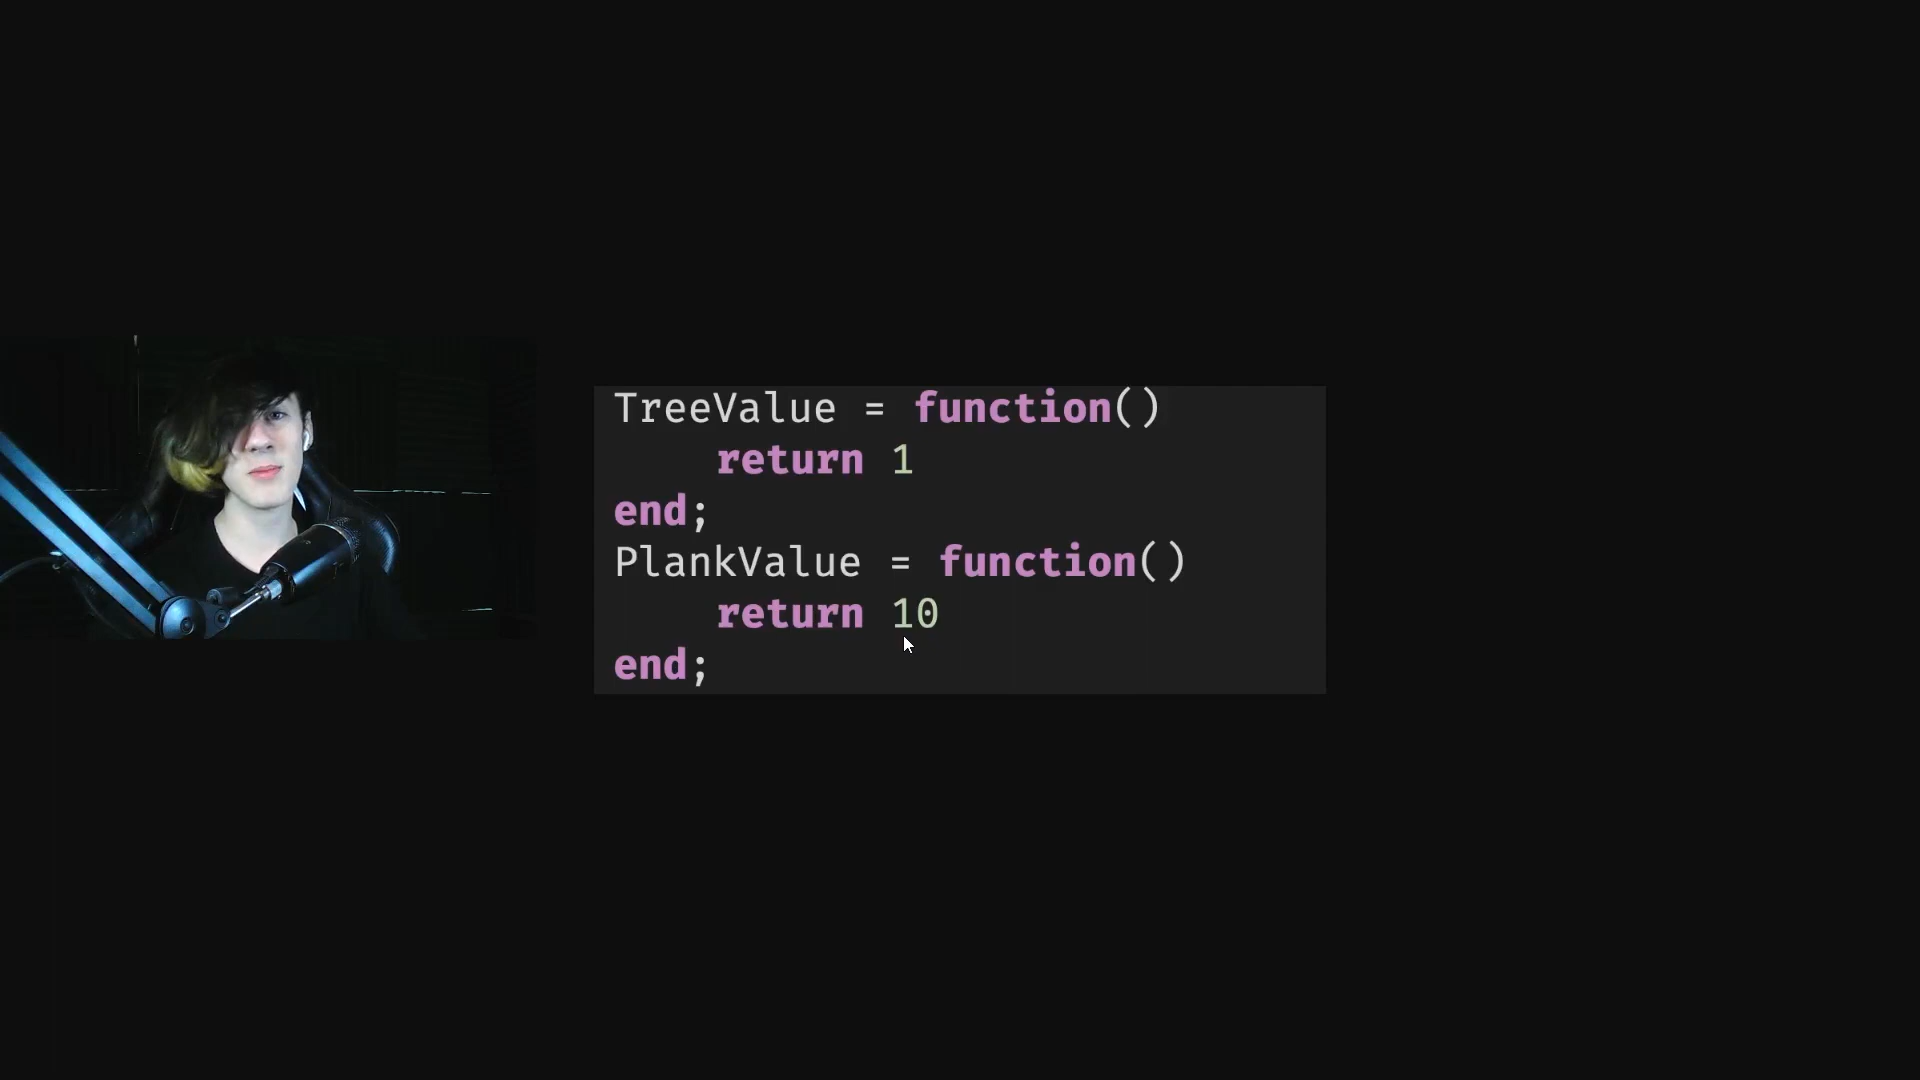 TreeValue = function()
return 1
end;
PlankValue = function()
return 10
end;